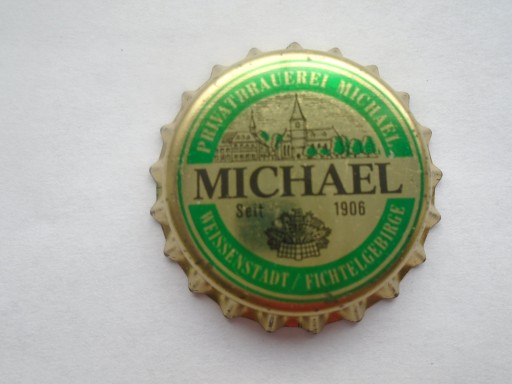 PRIVATBRAUEREI MICHAEL,
MICHAEL
Seit 1906
WEISSENSTADT / FICHTELGEBIRGE